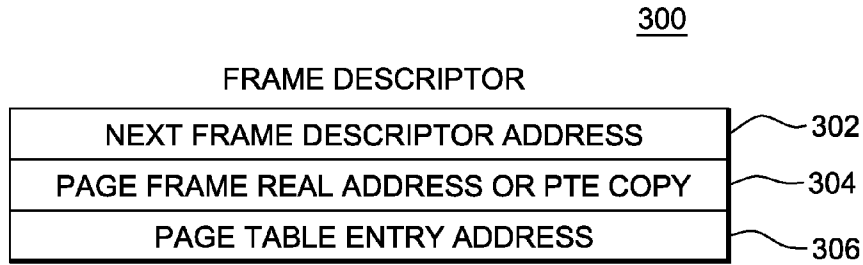 300
FRAME DESCRIPTOR
NEXT FRAME DESCRIPTOR ADDRESS 302
PAGE FRAME REAL ADDRESS OR PTE COPY 304
PAGE TABLE ENTRY ADDRESS 306